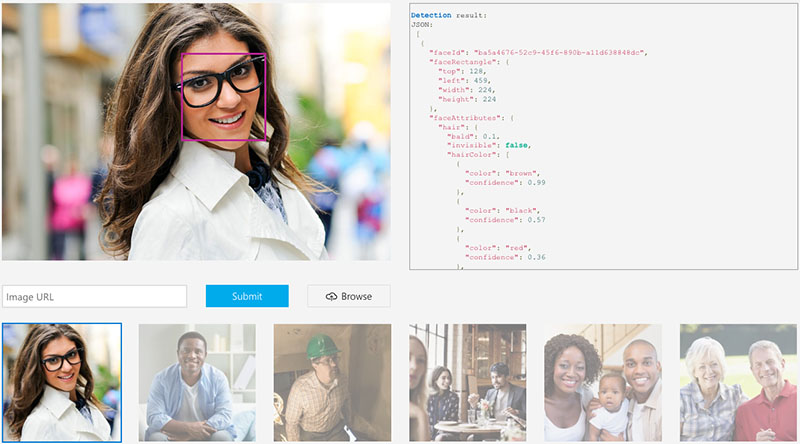 Detection result:
JSON:
[
{
"faceId": "ba5a4676-52c9-45f6-890b-a11d638848dc",
"faceRectangle": {
"top": 128,
"left": 459,
"width": 224,
"height": 224
},
"faceAttributes": {
"hair": {
"bald": 0.1,
"invisible": false,
"hairColor": [
{
"color": "brown",
"confidence": 0.99
},
{
"color": "black",
"confidence": 0.57
},
{
"color": "red",
"confidence": 0.36
},
Image URL
Submit
Browse